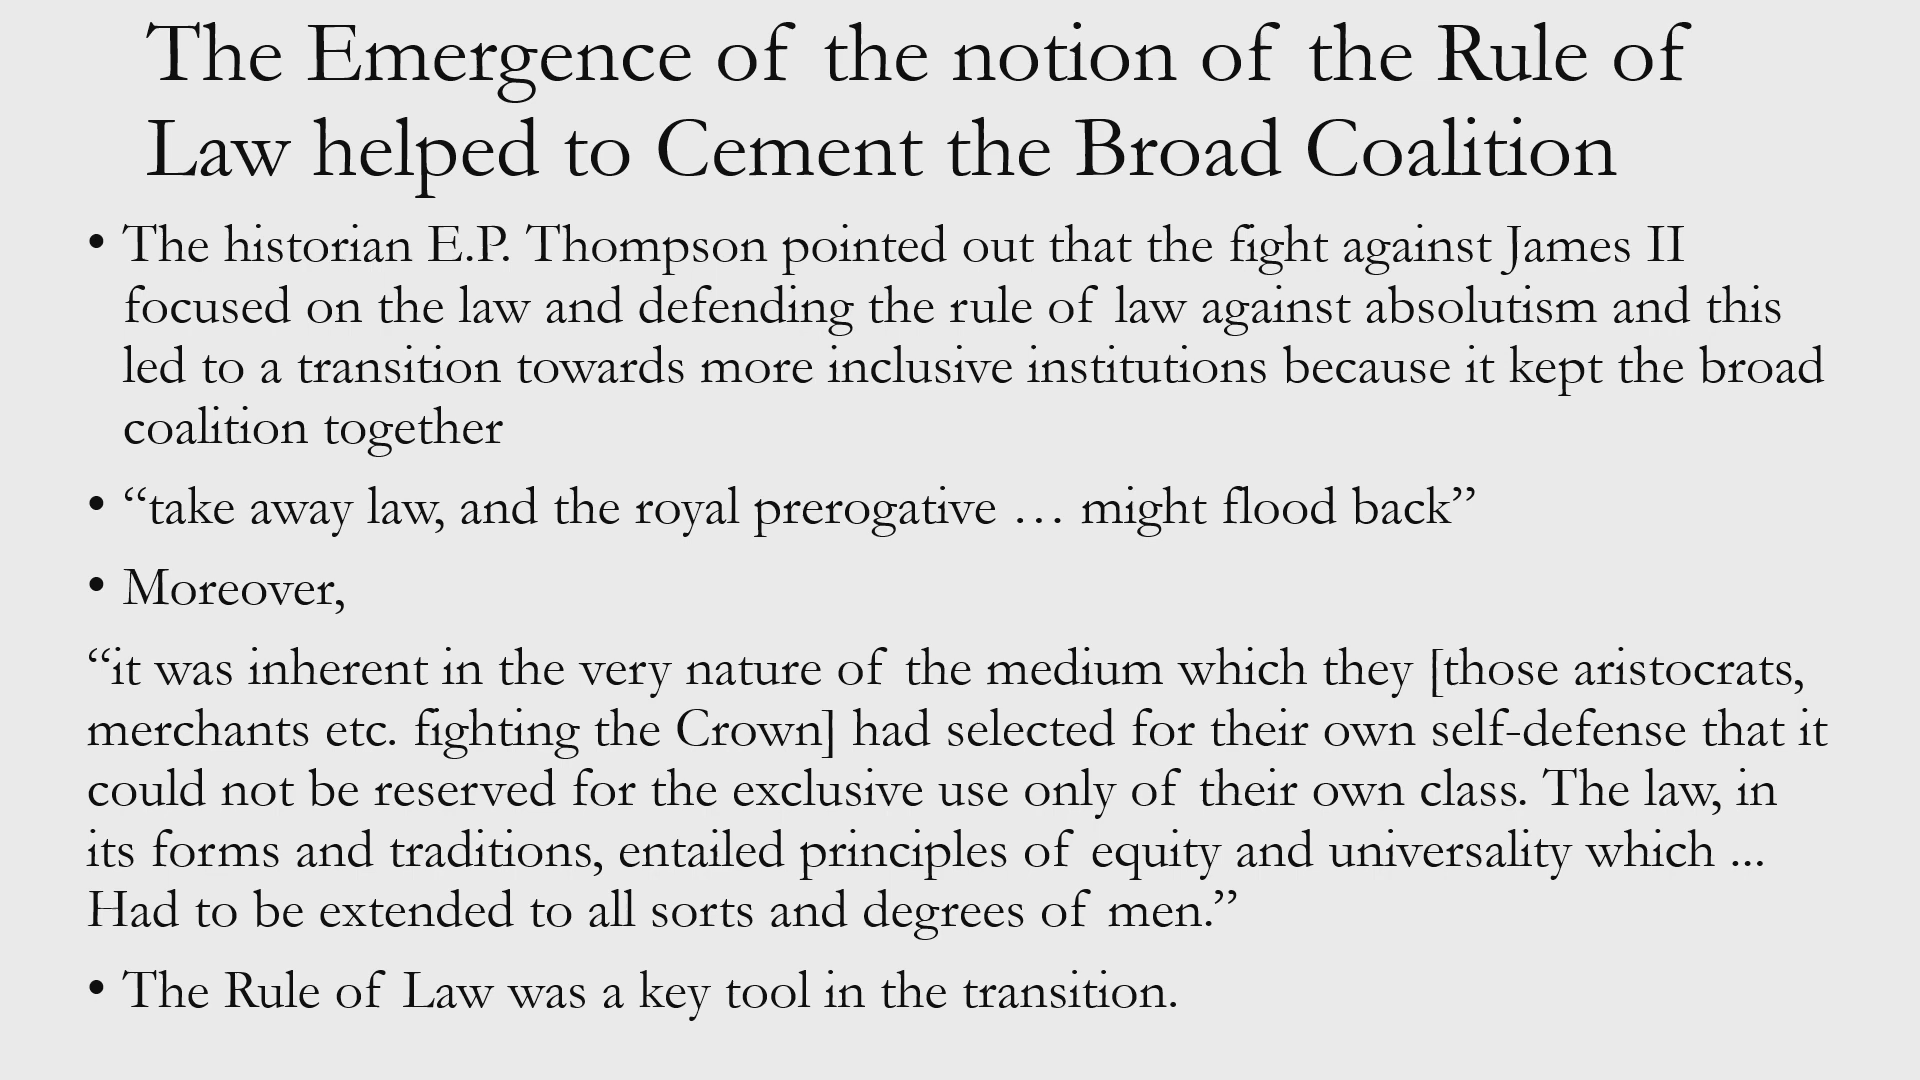 The Emergence of the notion of the Rule of
Law helped to Cement the Broad Coalition
• The historian E.P. Thompson pointed out that the fight against James II
focused on the law and defending the rule of law against absolutism and this
led to a transition towards more inclusive institutions because it kept the broad
coalition together
• “take away law, and the royal prerogative … might flood back”
• Moreover,
“it was inherent in the very nature of the medium which they [those aristocrats,
merchants etc. fighting the Crown] had selected for their own self-defense that it
could not be reserved for the exclusive use only of their own class. The law, in
its forms and traditions, entailed principles of equity and universality which ...
Had to be extended to all sorts and degrees of men.”
• The Rule of Law was a key tool in the transition.